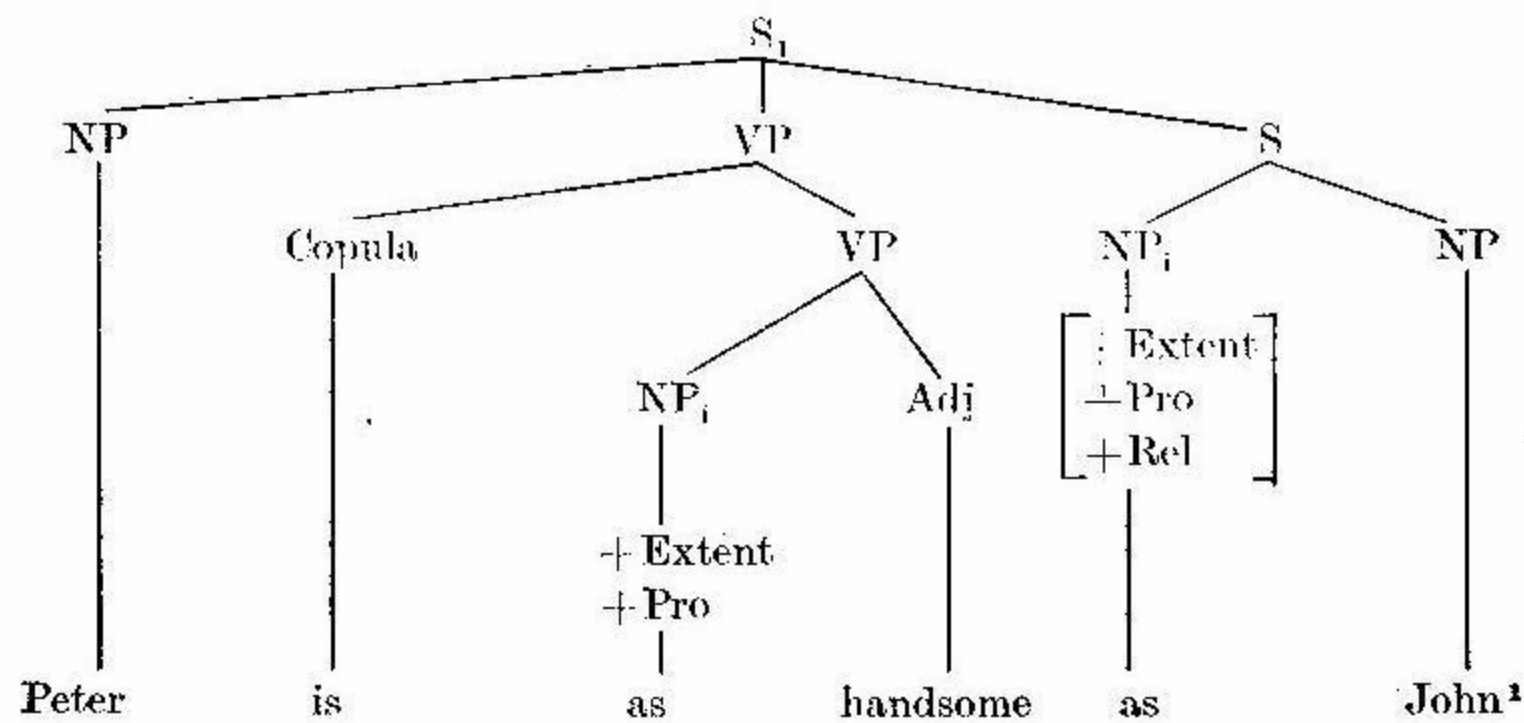 S₁
NP VP S
Copula VP NPᵢ NP
+ Extent
NPᵢ Adj + Pro
+ Rel
+ Extent
+ Pro
Peter is as handsome as John¹